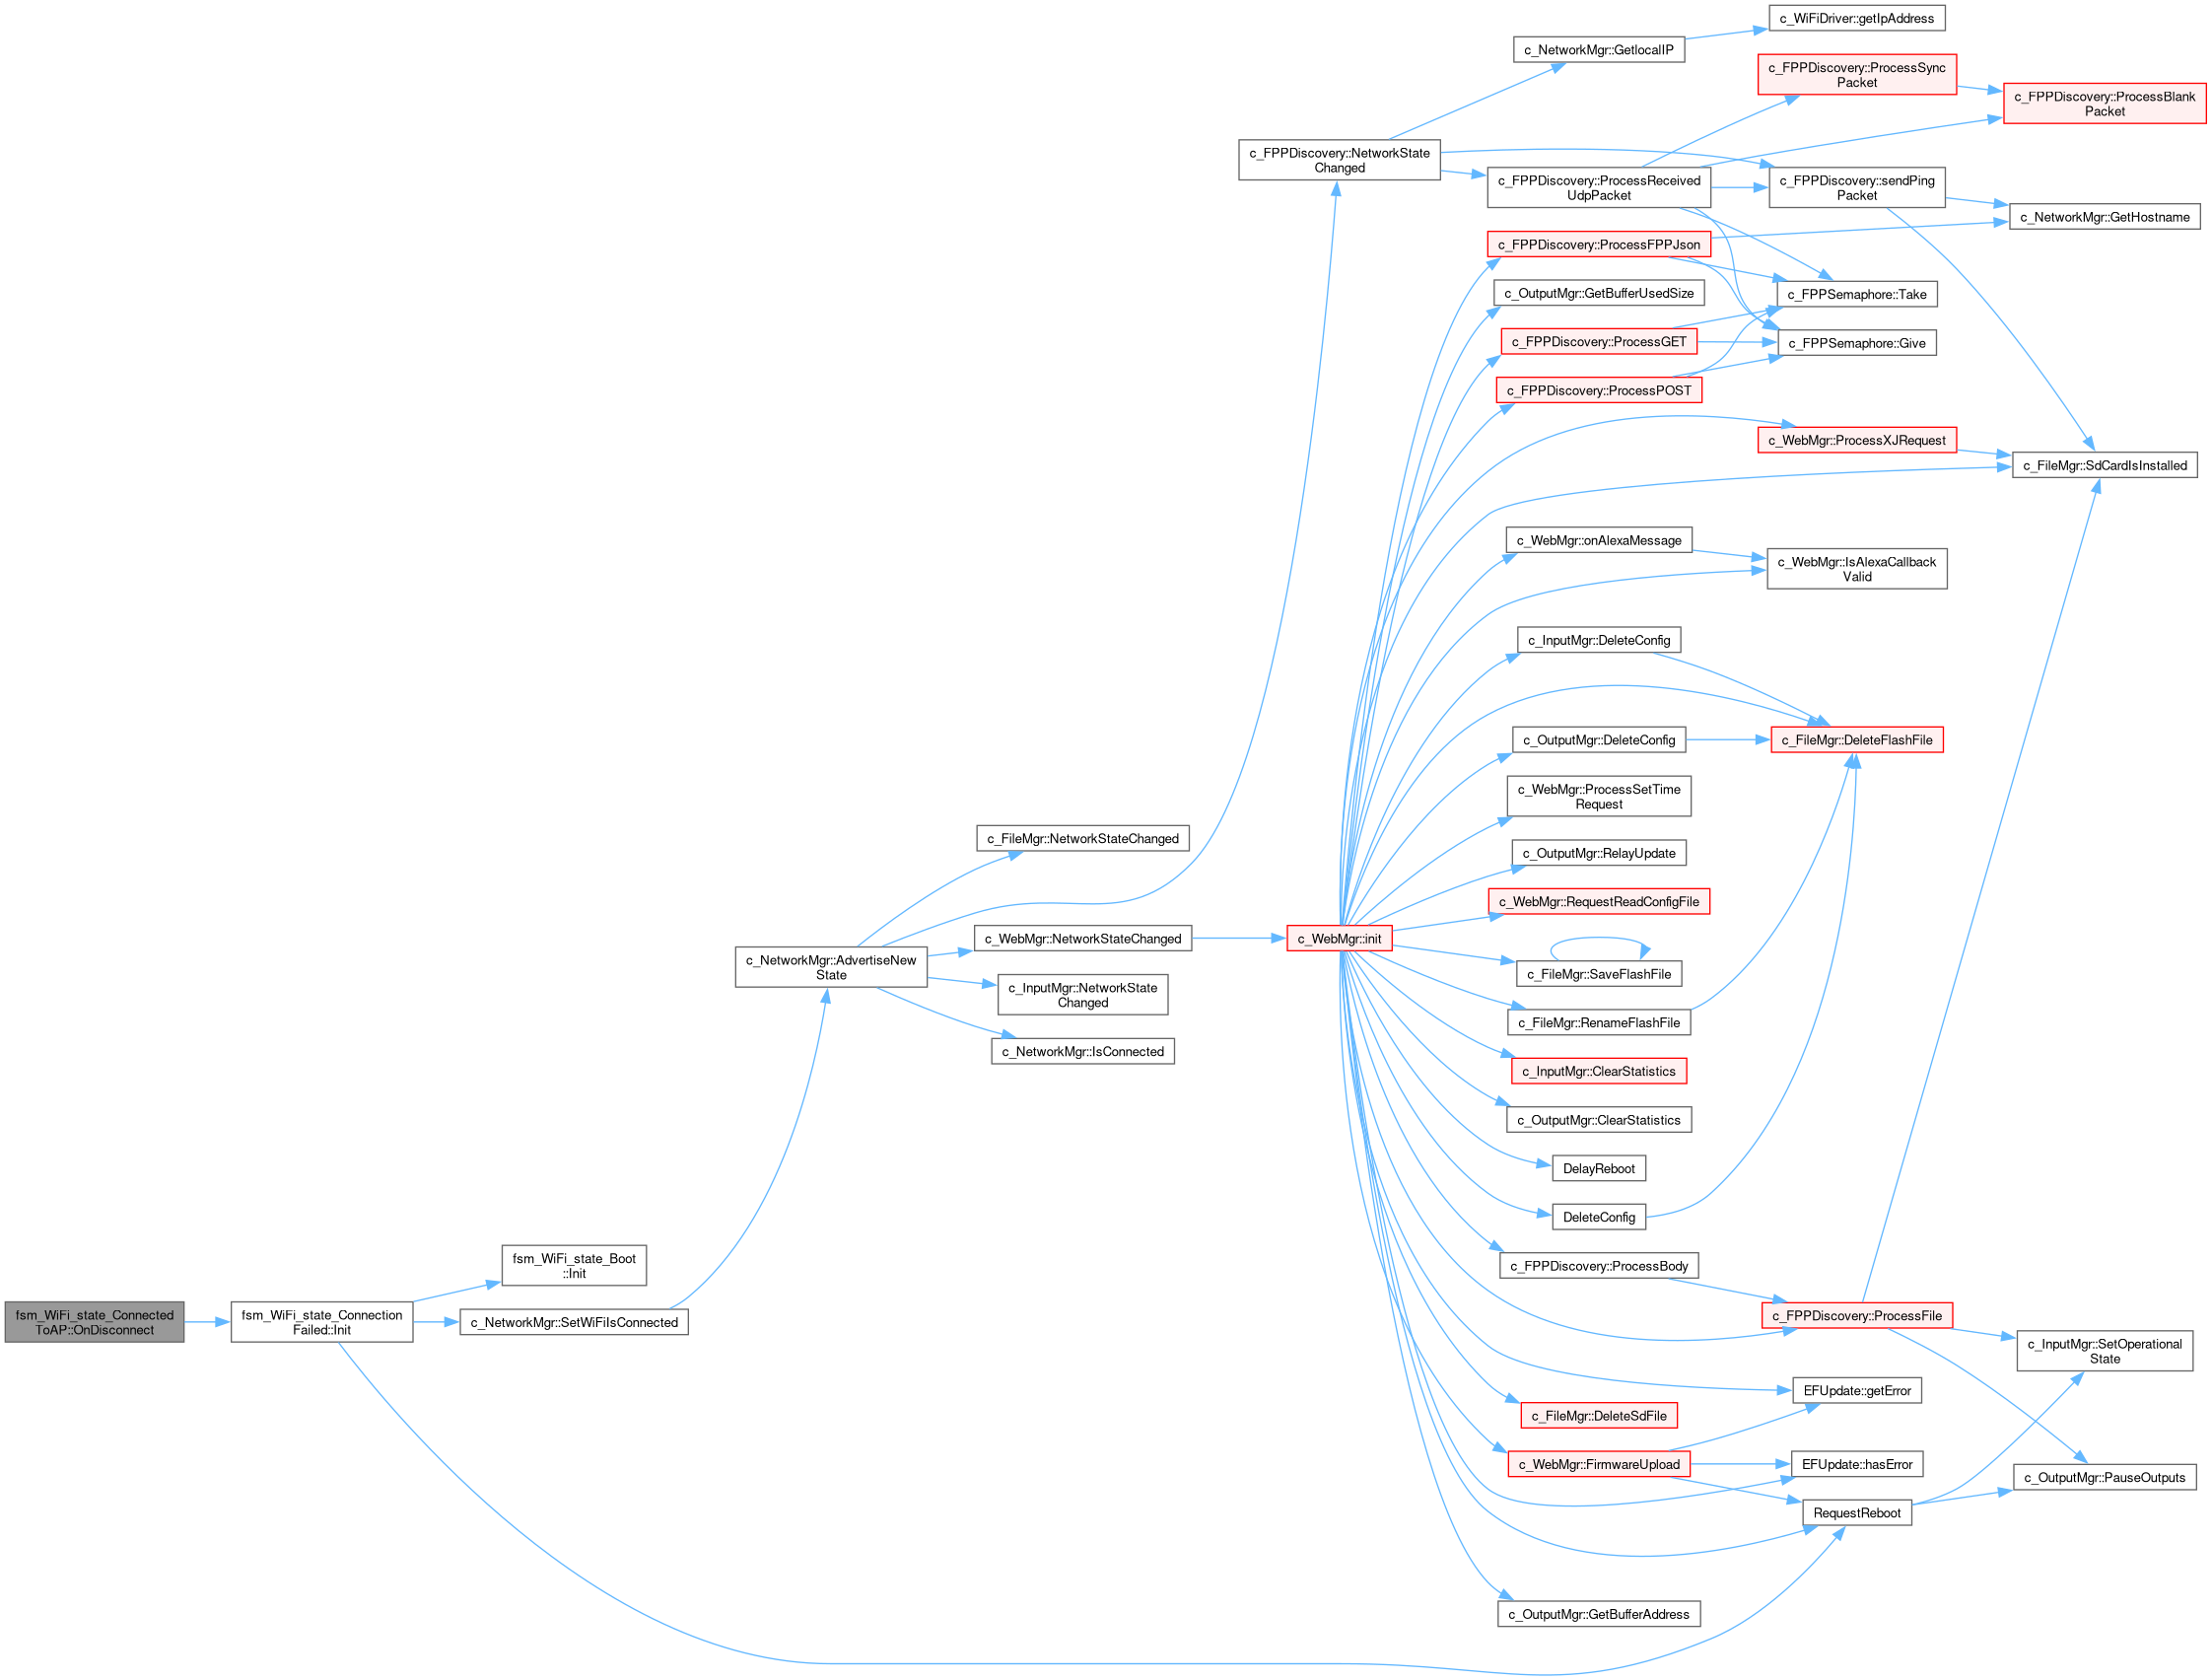 c_WiFiDriver::getIpAddress
c_NetworkMgr::GetlocalIP
c_FPPDiscovery::ProcessSync
Packet
c_FPPDiscovery::ProcessBlank
Packet
c_FPPDiscovery::NetworkState
Changed
c_FPPDiscovery::ProcessReceived
UdpPacket
c_FPPDiscovery::sendPing
Packet
c_NetworkMgr::GetHostname
c_FPPDiscovery::ProcessFPPJson
c_OutputMgr::GetBufferUsedSize
c_FPPSemaphore::Take
c_FPPDiscovery::ProcessGET
c_FPPSemaphore::Give
c_FPPDiscovery::ProcessPOST
c_WebMgr::ProcessXJRequest
c_FileMgr::SdCardIsInstalled
c_WebMgr::onAlexaMessage
c_WebMgr::IsAlexaCallback
Valid
c_InputMgr::DeleteConfig
c_OutputMgr::DeleteConfig
c_FileMgr::DeleteFlashFile
c_WebMgr::ProcessSetTime
Request
c_FileMgr::NetworkStateChanged
c_OutputMgr::RelayUpdate
c_WebMgr::RequestReadConfigFile
c_WebMgr::NetworkStateChanged
c_WebMgr::init
c_NetworkMgr::AdvertiseNew
State
c_FileMgr::SaveFlashFile
c_InputMgr::NetworkState
Changed
c_FileMgr::RenameFlashFile
c_NetworkMgr::IsConnected
c_InputMgr::ClearStatistics
c_OutputMgr::ClearStatistics
DelayReboot
DeleteConfig
fsm_WiFi_state_Boot
::Init
c_FPPDiscovery::ProcessBody
fsm_WiFi_state_Connected
ToAP::OnDisconnect
fsm_WiFi_state_Connection
Failed::Init
c_NetworkMgr::SetWiFiIsConnected
c_FPPDiscovery::ProcessFile
c_InputMgr::SetOperational
State
EFUpdate::getError
c_FileMgr::DeleteSdFile
c_WebMgr::FirmwareUpload
EFUpdate::hasError
c_OutputMgr::PauseOutputs
RequestReboot
c_OutputMgr::GetBufferAddress